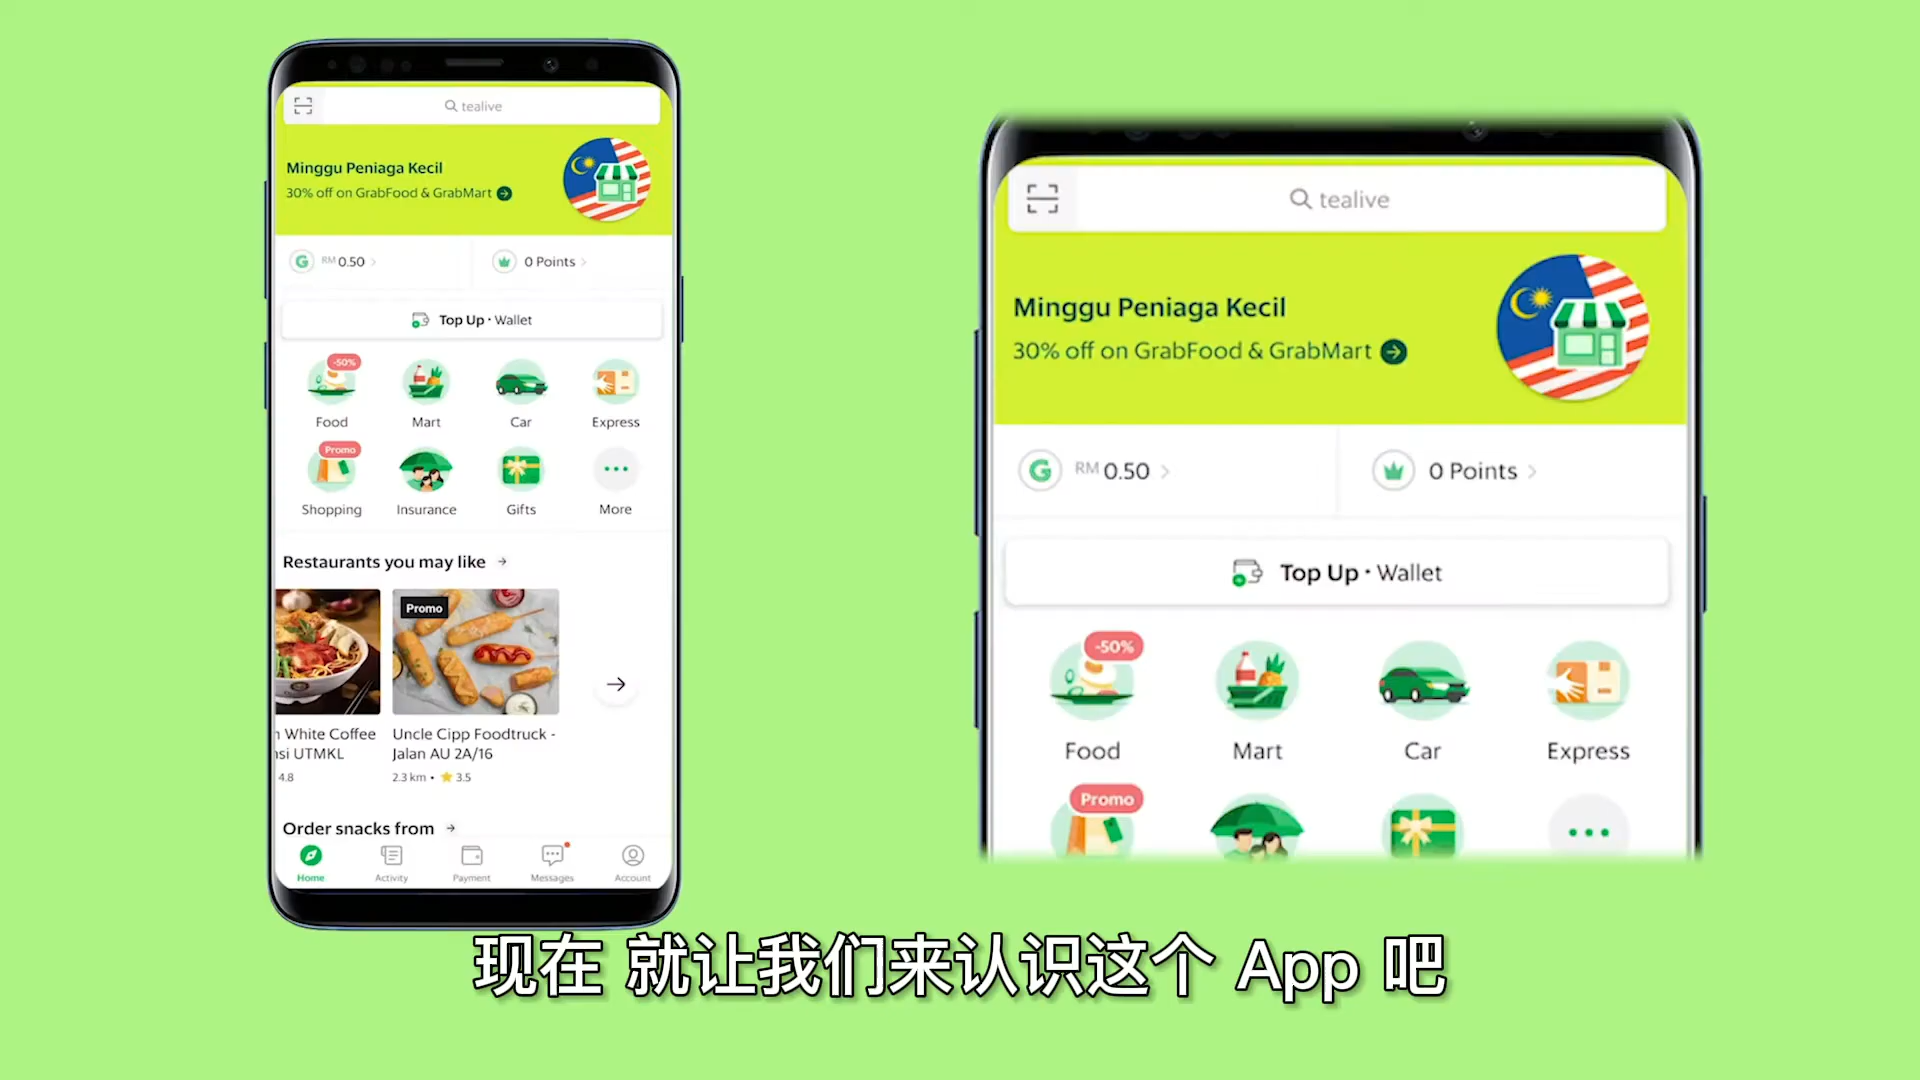 tealive
Minggu Peniaga Kecil
30% off on GrabFood & GrabMart
RM 0.50
0 Points
Top Up · Wallet
-50%
Food
Mart
Car
Express
Promo
Shopping
Insurance
Gifts
More
Restaurants you may like
Promo
White Coffee
si UTMKL
4.8
Uncle Cipp Foodtruck -
Jalan AU 2A/16
2.3 km • 3.5
Order snacks from
Home
Activity
Payment
Messages
Account
tealive
Minggu Peniaga Kecil
30% off on GrabFood & GrabMart
G
RM 0.50
0 Points
Top Up · Wallet
-50%
Food
Mart
Car
Express
Promo
现在 就让我们来认识这个 App 吧